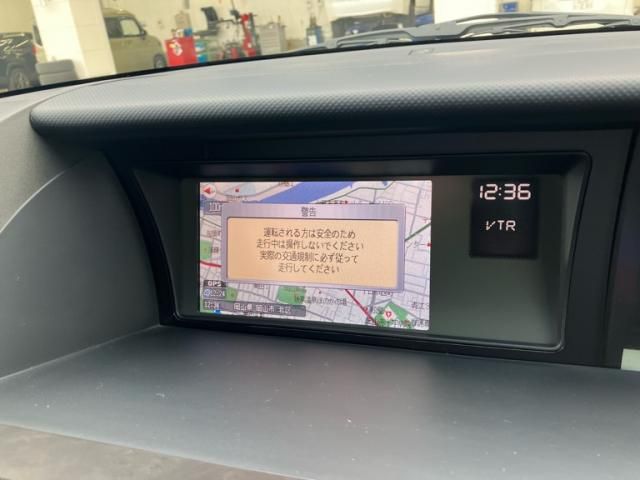 警告
運転される方は安全のため
走行中は操作しないでください
実際の交通規制に必ず従って
走行してください
12:36
VTR
GPS
岡山県 岡山市 北区